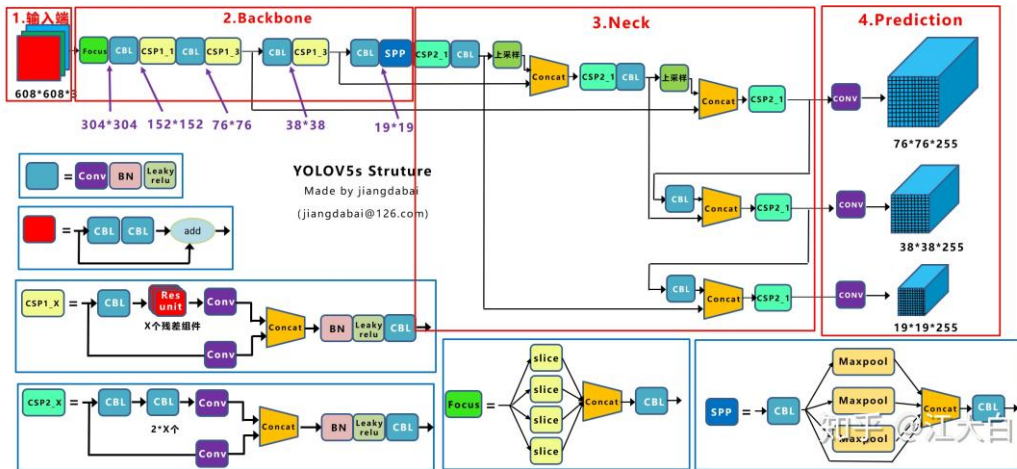 1.输入端
2.Backbone
3.Neck
4.Prediction
Focus
CBL
CSP1_1
CBL
CSP1_3
CBL
CSP1_3
CBL
SPP
CSP2_1
CBL
上采样
Concat
CSP2_1
CBL
上采样
Concat
CSP2_1
CONV
608*608*3
304*304
152*152
76*76
38*38
19*19
76*76*255
YOLOV5s Struture
Made by jiangdabai
(jiangdabai@126.com)
CBL
Concat
CSP2_1
CONV
38*38*255
CBL
Concat
CSP2_1
CONV
19*19*255
=
Conv
BN
Leaky
relu
=
CBL
CBL
add
CSP1_X
=
CBL
Res
unit
Conv
X个残差组件
Conv
Concat
BN
Leaky
relu
CBL
CSP2_X
=
CBL
CBL
Conv
2*X个
Conv
Concat
BN
Leaky
relu
CBL
Focus
=
slice
slice
slice
slice
Concat
CBL
SPP
=
CBL
Maxpool
Maxpool
Maxpool
Concat
CBL
知乎 @江大白